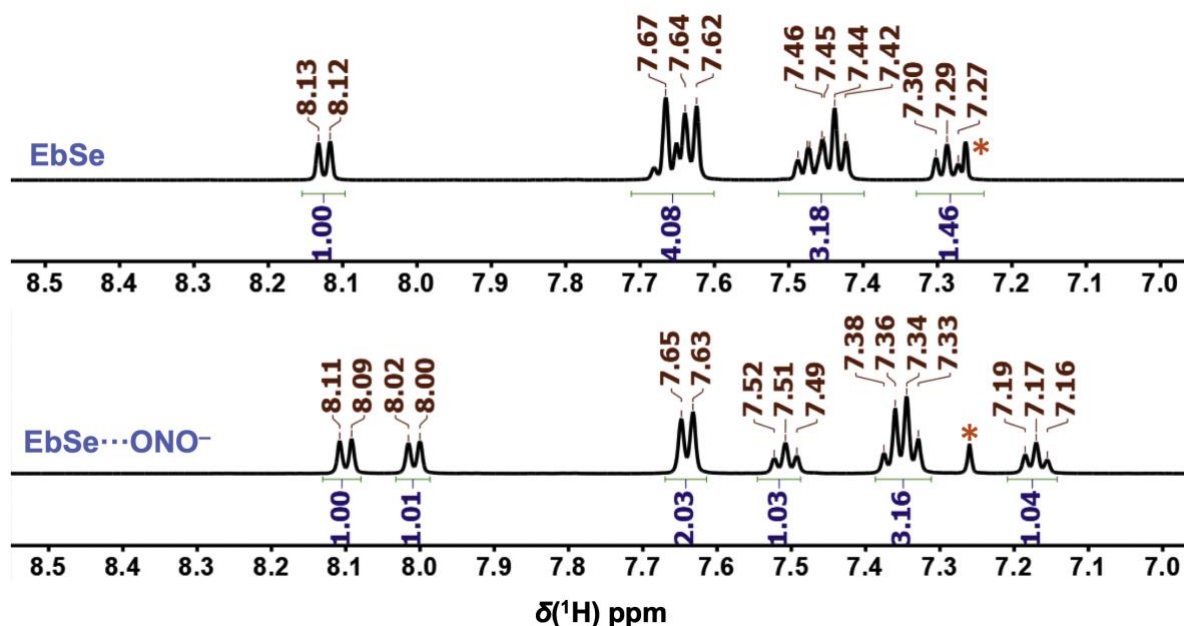 8.13 8.12 7.67 7.64 7.62 7.46 7.45 7.44 7.42 7.30 7.29 7.27
*
EbSe
1.00 4.08 3.18 1.46
8.5 8.4 8.3 8.2 8.1 8.0 7.9 7.8 7.7 7.6 7.5 7.4 7.3 7.2 7.1 7.0
8.11 8.09 8.02 8.00 7.65 7.63 7.52 7.51 7.49 7.38 7.36 7.34 7.33 7.19 7.17 7.16
*
EbSe···ONO⁻
1.00 1.01 2.03 1.03 3.16 1.04
8.5 8.4 8.3 8.2 8.1 8.0 7.9 7.8 7.7 7.6 7.5 7.4 7.3 7.2 7.1 7.0
δ(¹H) ppm